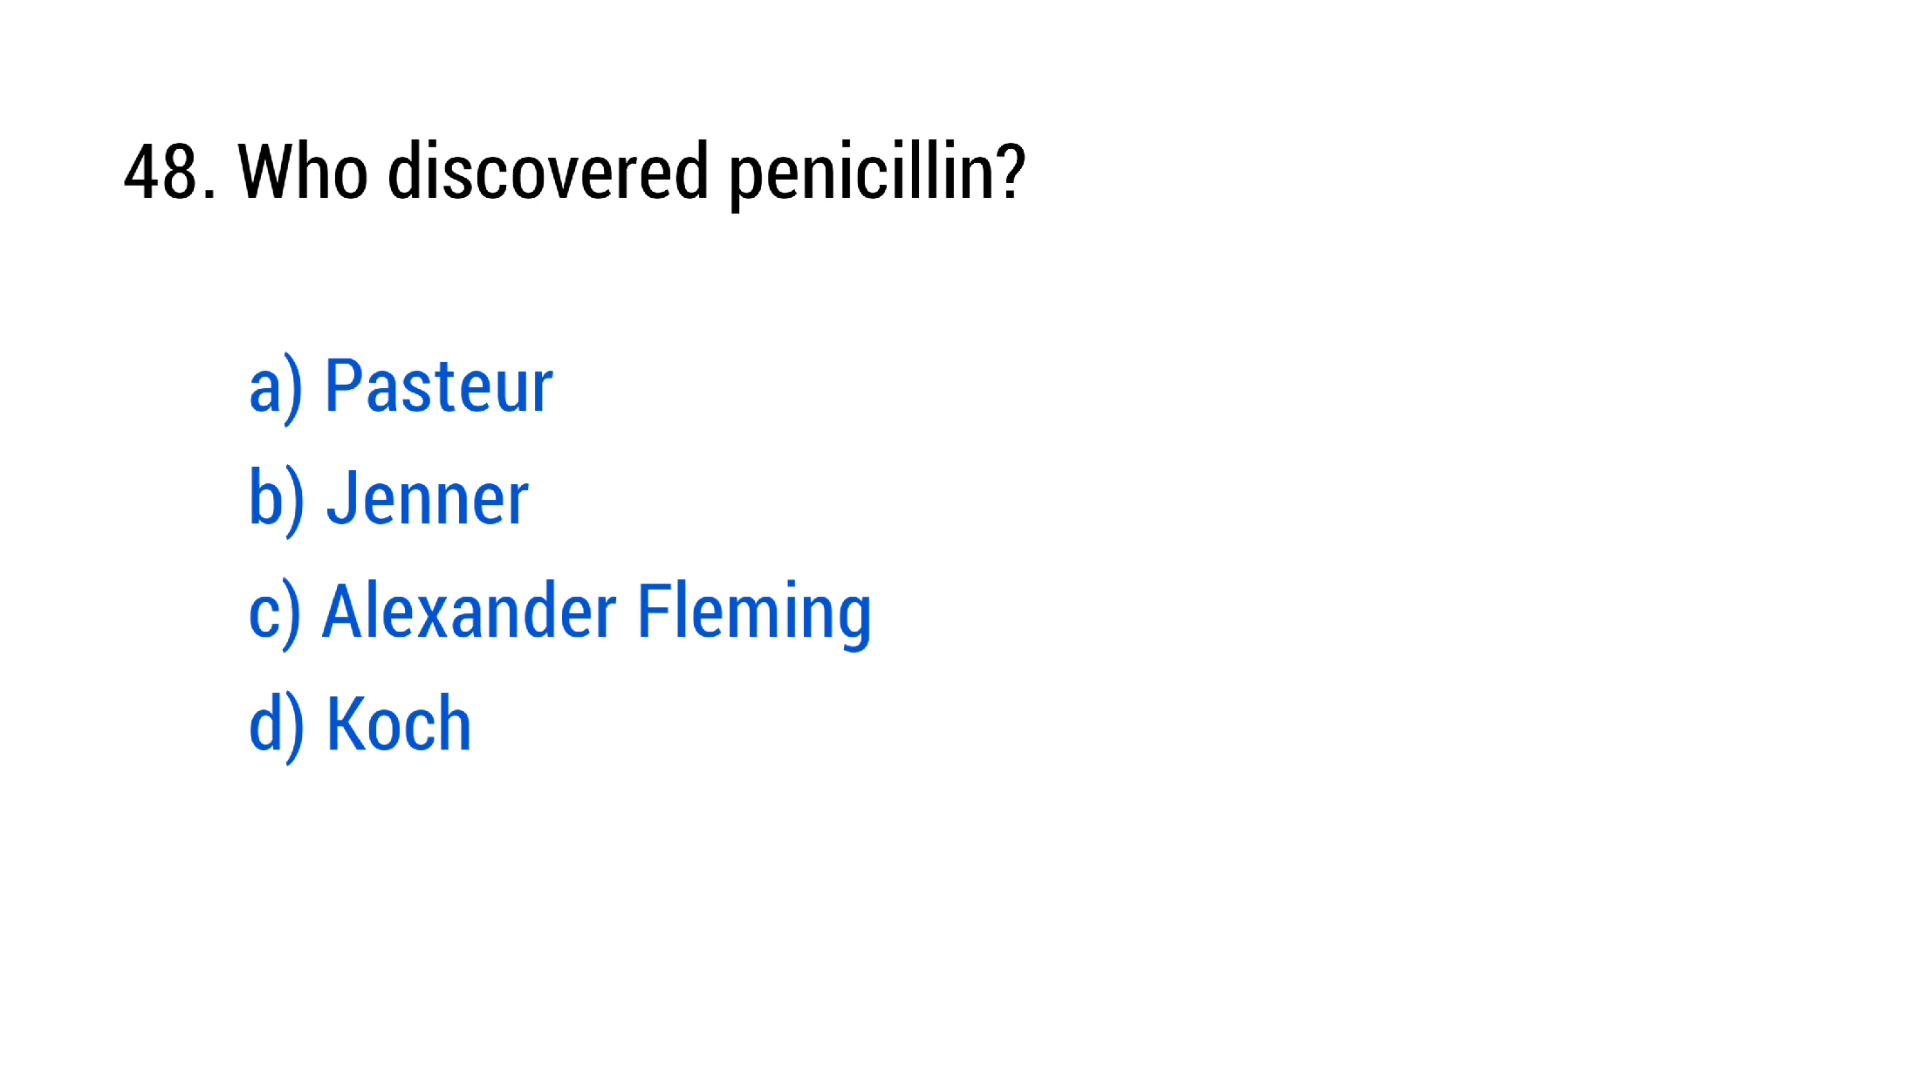 48. Who discovered penicillin?
a) Pasteur
b) Jenner
c) Alexander Fleming
d) Koch